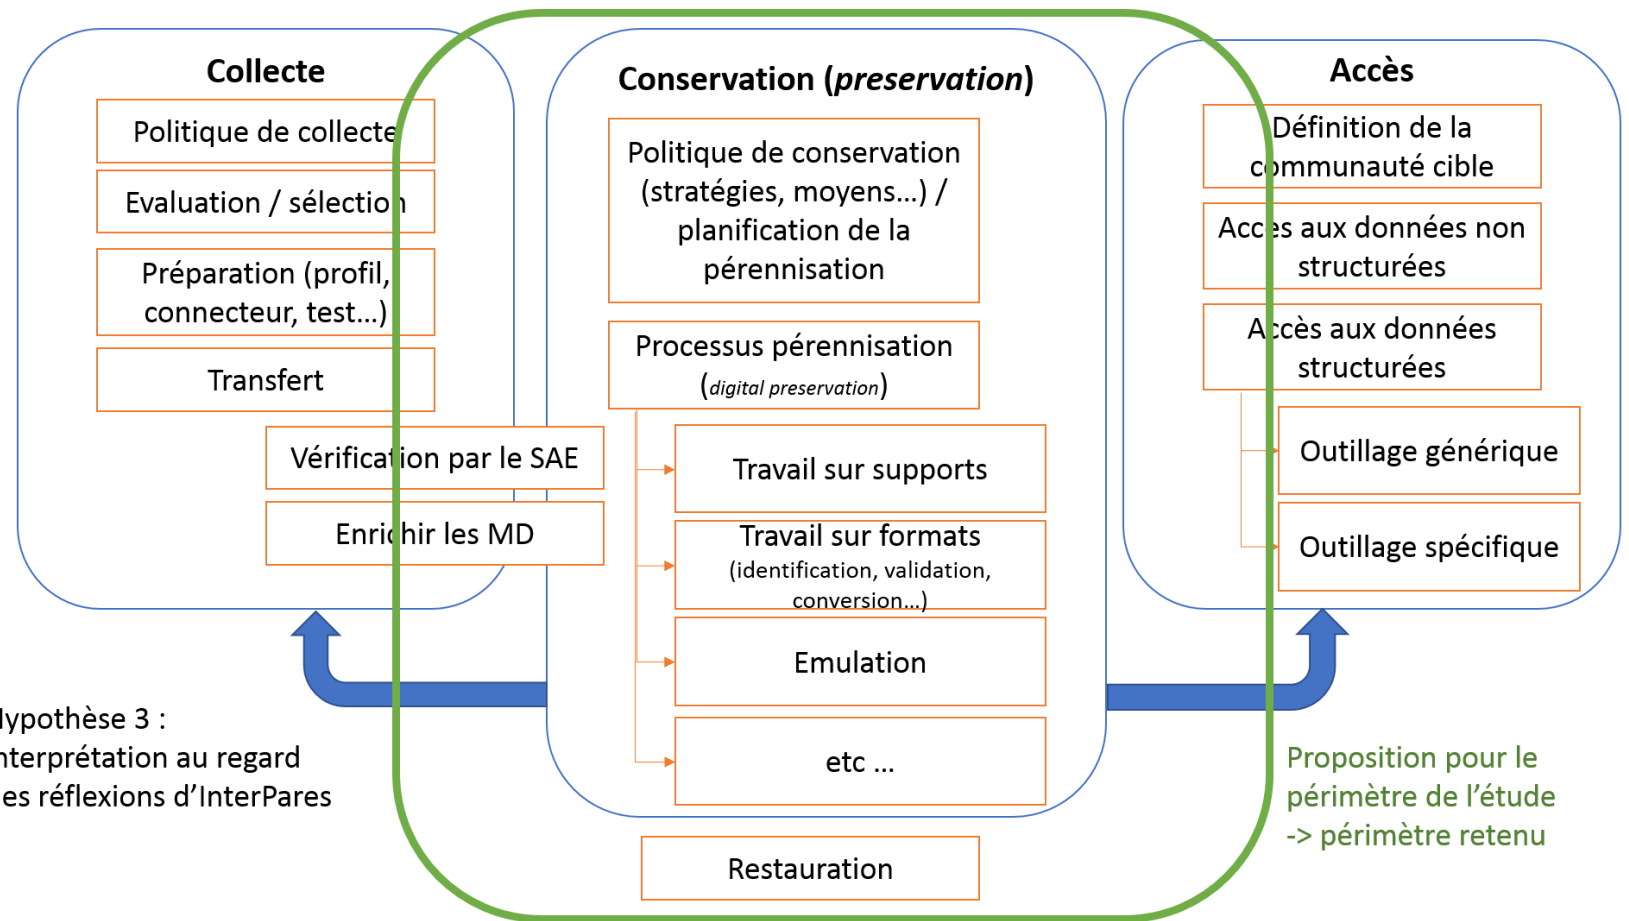 Collecte
Politique de collecte
Evaluation / sélection
Préparation (profil,
connecteur, test…)
Transfert
Vérification par le SAE
Enrichir les MD
Conservation (preservation)
Politique de conservation
(stratégies, moyens…) /
planification de la
pérennisation
Processus pérennisation
(digital preservation)
Travail sur supports
Travail sur formats
(identification, validation,
conversion…)
Emulation
etc …
Restauration
Accès
Définition de la
communauté cible
Accès aux données non
structurées
Accès aux données
structurées
Outillage générique
Outillage spécifique
Hypothèse 3 :
nterprétation au regard
es réflexions d’InterPares
Proposition pour le
périmètre de l’étude
-> périmètre retenu